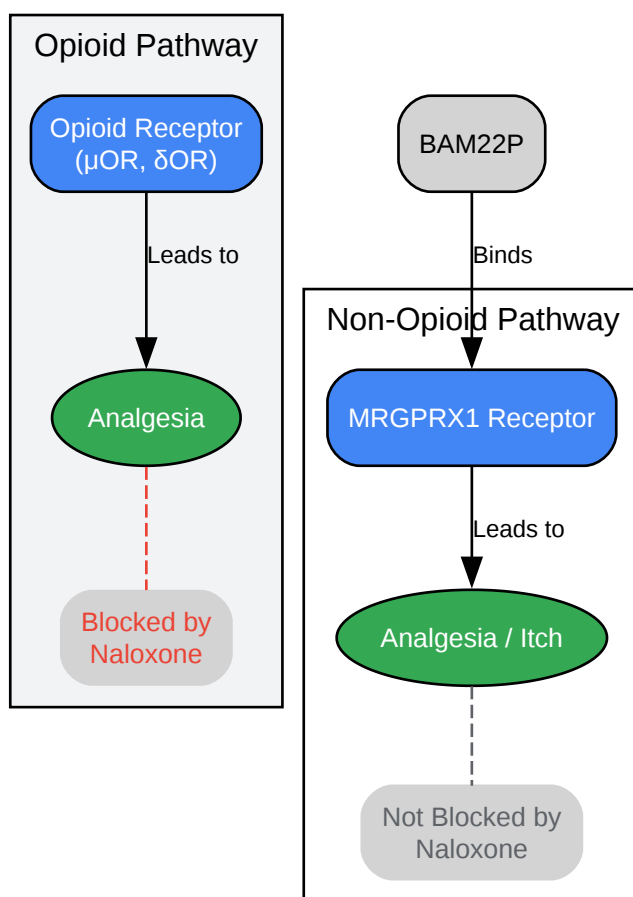 Opioid Pathway
Opioid Receptor
(μOR, δOR)
Leads to
Analgesia
Blocked by
Naloxone
BAM22P
Binds
Non-Opioid Pathway
MRGPRX1 Receptor
Leads to
Analgesia / Itch
Not Blocked by
Naloxone